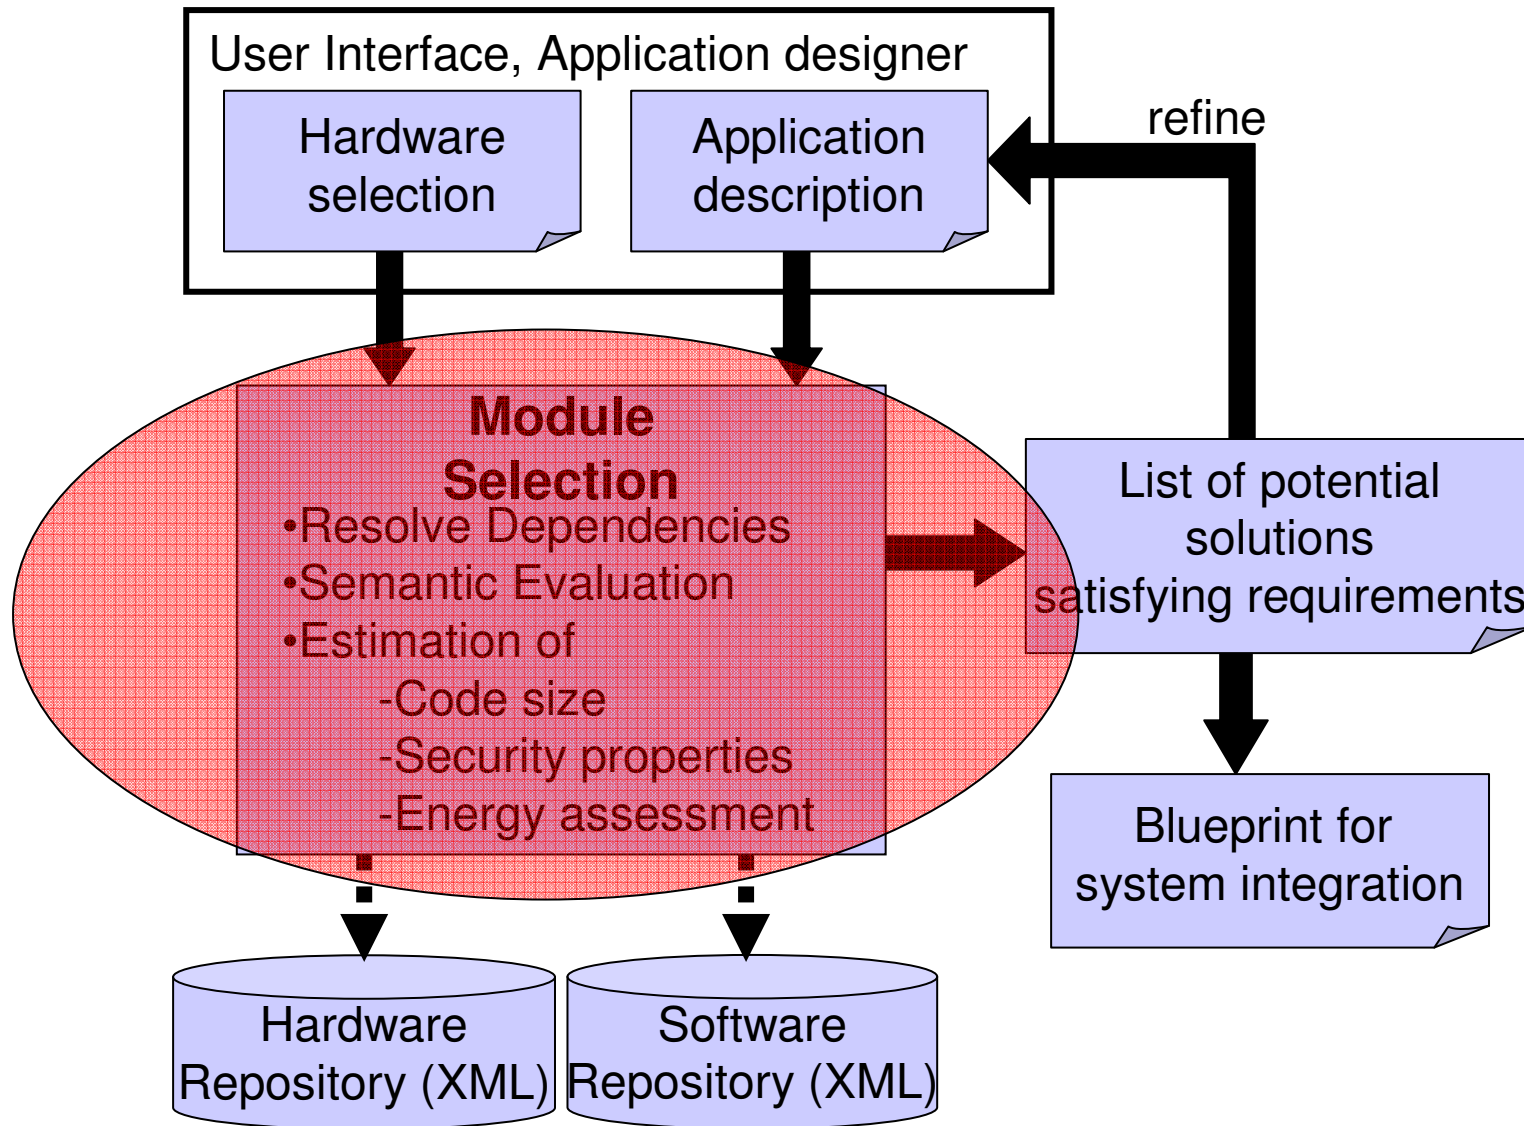 User Interface, Application designer
Hardware
selection
Application
description
refine
Module
Selection
•Resolve Dependencies
•Semantic Evaluation
•Estimation of
-Code size
-Security properties
-Energy assessment
List of potential
solutions
satisfying requirements
Blueprint for
system integration
Hardware
Repository (XML)
Software
Repository (XML)